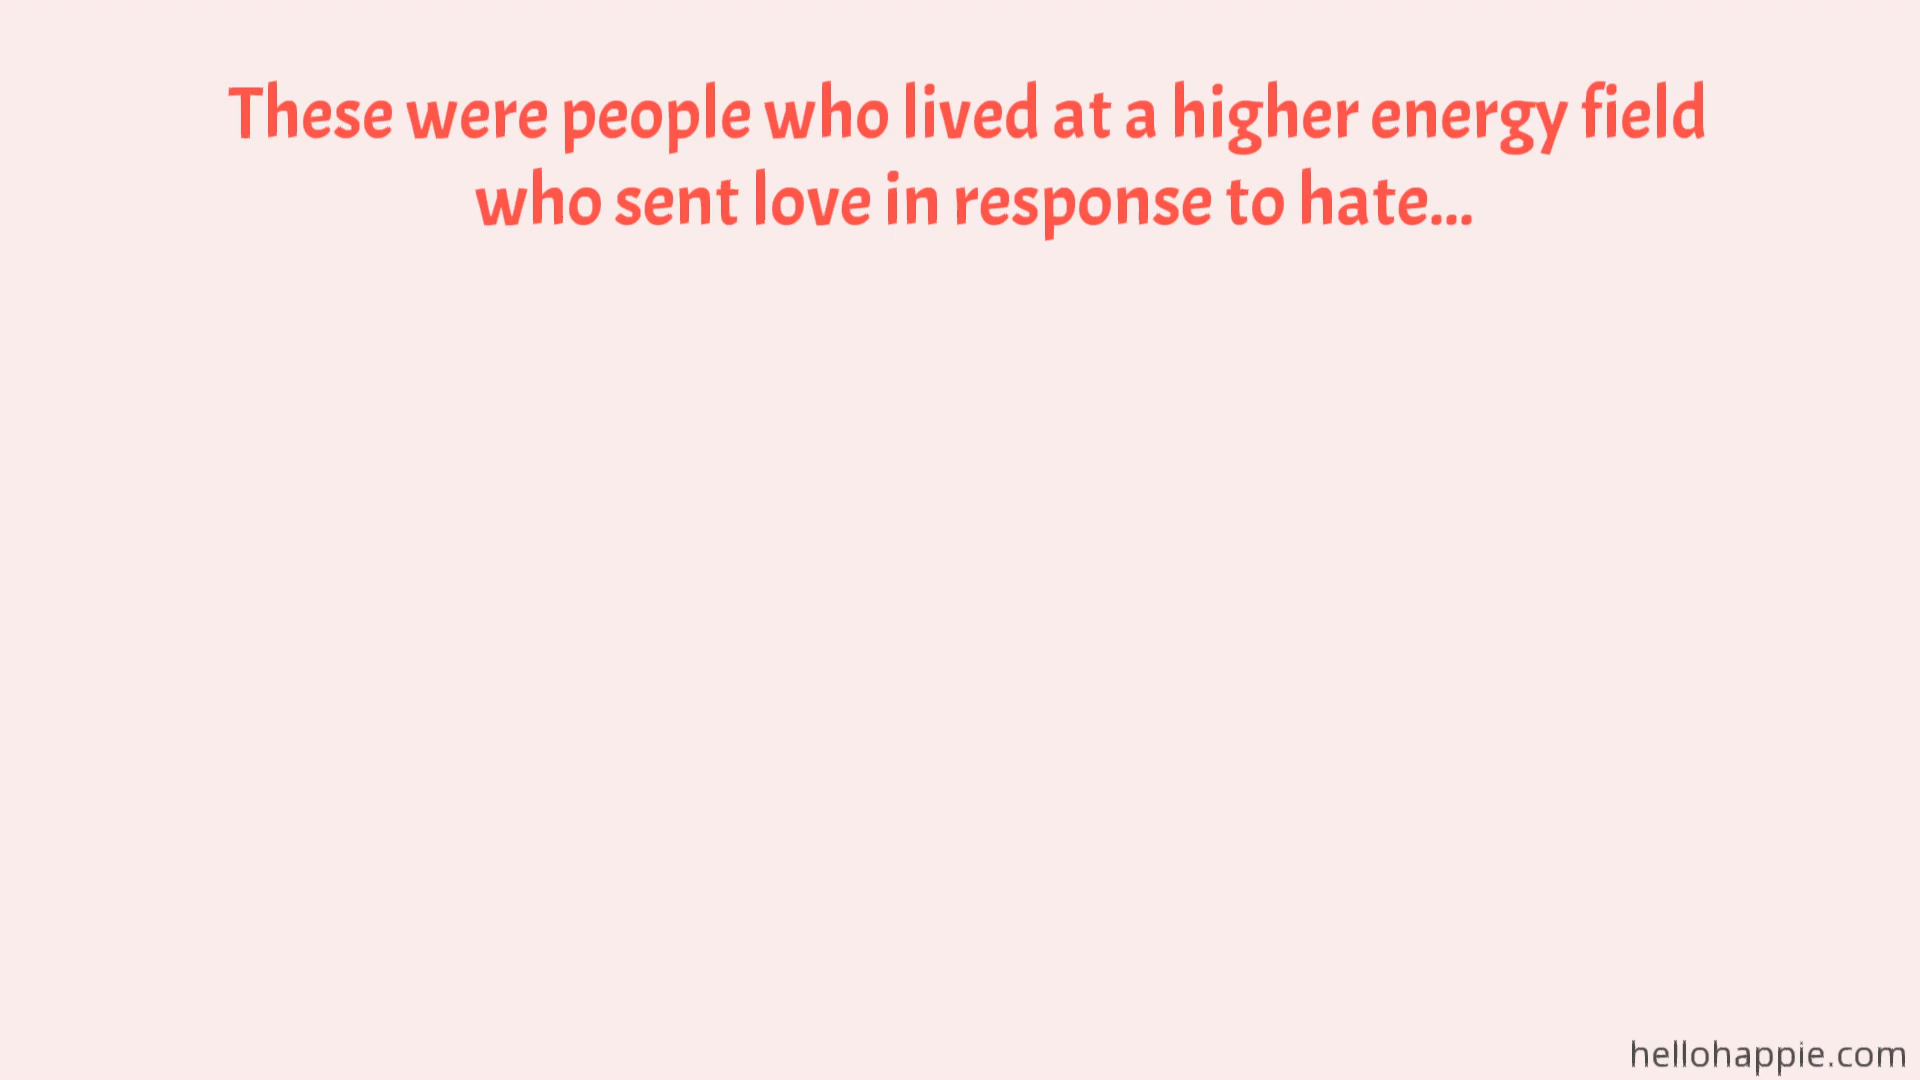 These were people who lived at a higher energy field
who sent love in response to hate...
hellohappie.com